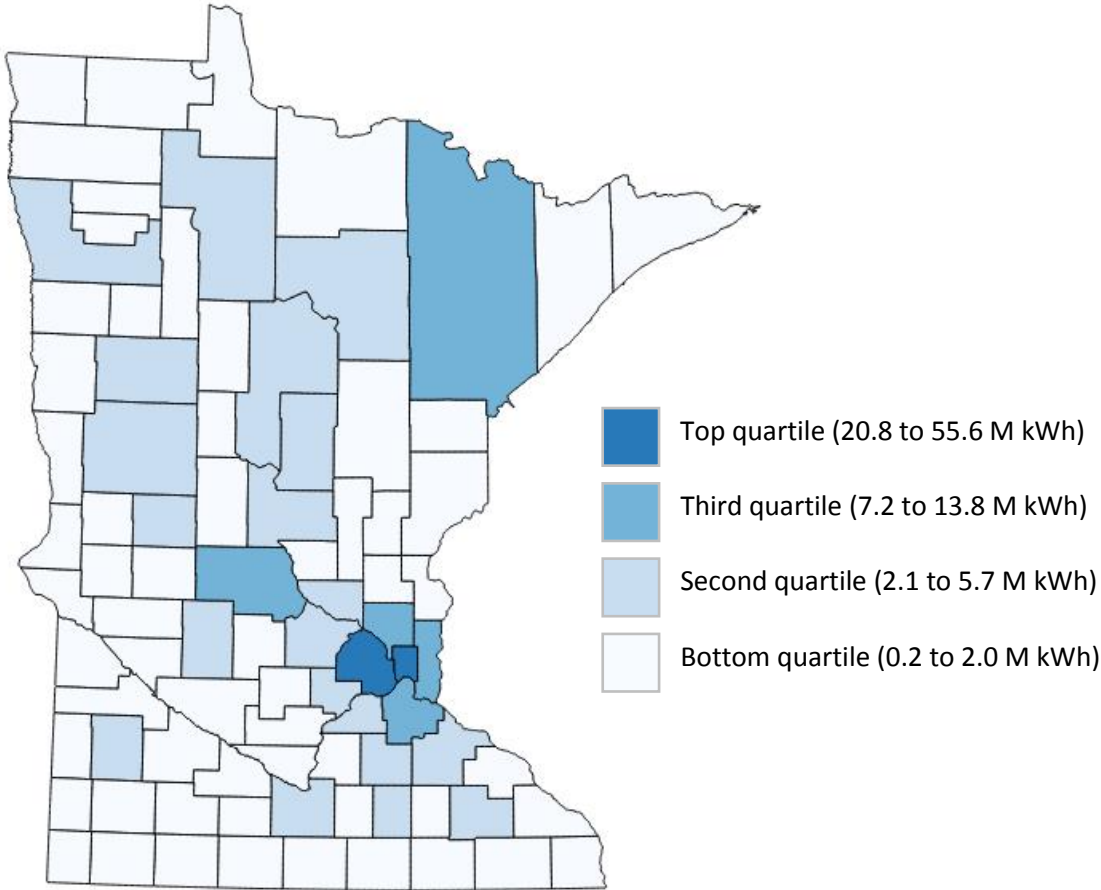 Top quartile (20.8 to 55.6 M kWh)
Third quartile (7.2 to 13.8 M kWh)
Second quartile (2.1 to 5.7 M kWh)
Bottom quartile (0.2 to 2.0 M kWh)